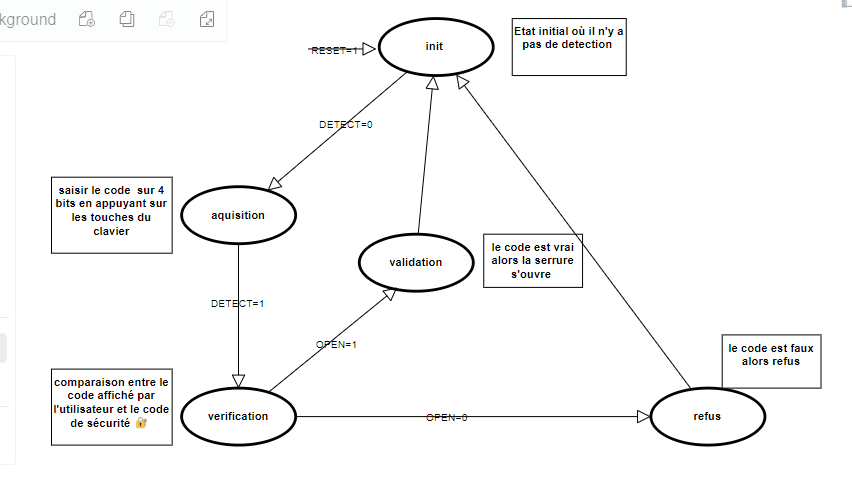 kground
RESET=1
init
Etat initial où il n'y a
pas de detection
DETECT=0
saisir le code sur 4
bits en appuyant sur
les touches du
clavier
aquisition
validation
le code est vrai
alors la serrure
s'ouvre
DETECT=1
OPEN=1
le code est faux
alors refus
comparaison entre le
code affiché par
l'utilisateur et le code
de sécurité 🔐
verification
OPEN=0
refus